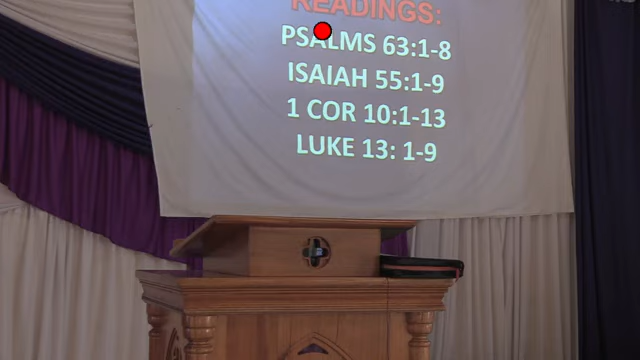 READINGS:
PSALMS 63:1-8
ISAIAH 55:1-9
1 COR 10:1-13
LUKE 13: 1-9